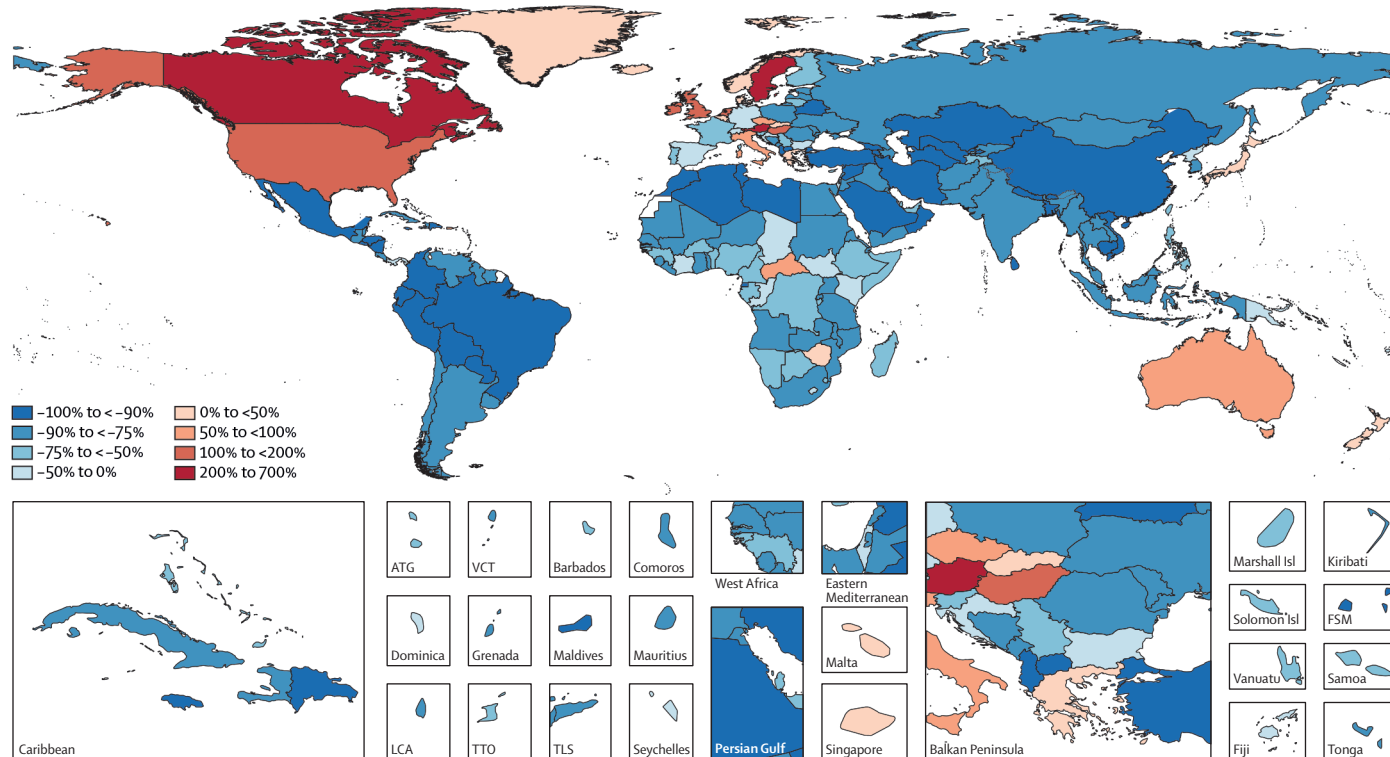 –100% to < –90%
–90% to <–75%
–75% to <–50%
–50% to 0%
0% to <50%
50% to <100%
100% to <200%
200% to 700%
Caribbean
ATG
VCT
Barbados
Comoros
Dominica
Grenada
Maldives
Mauritius
LCA
TTO
TLS
Seychelles
West Africa
Eastern
Mediterranean
Persian Gulf
Malta
Singapore
Balkan Peninsula
Marshall Isl
Kiribati
Solomon Isl
FSM
Vanuatu
Samoa
Fiji
Tonga